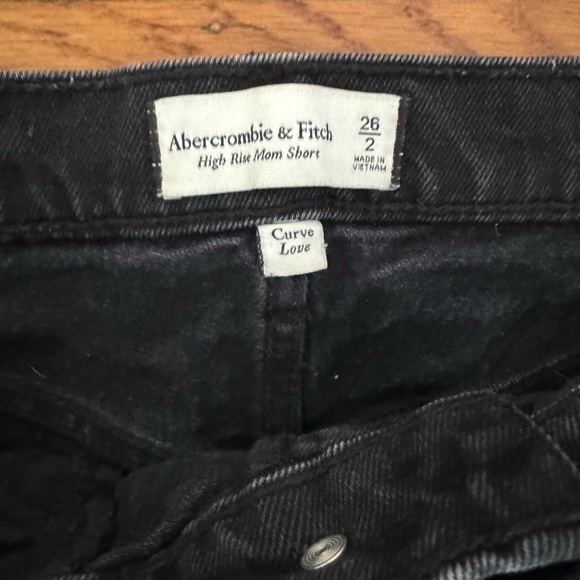 Abercrombie & Fitch
High Rise Mom Short
26
2
MADE IN
VIETNAM
Curve
Love